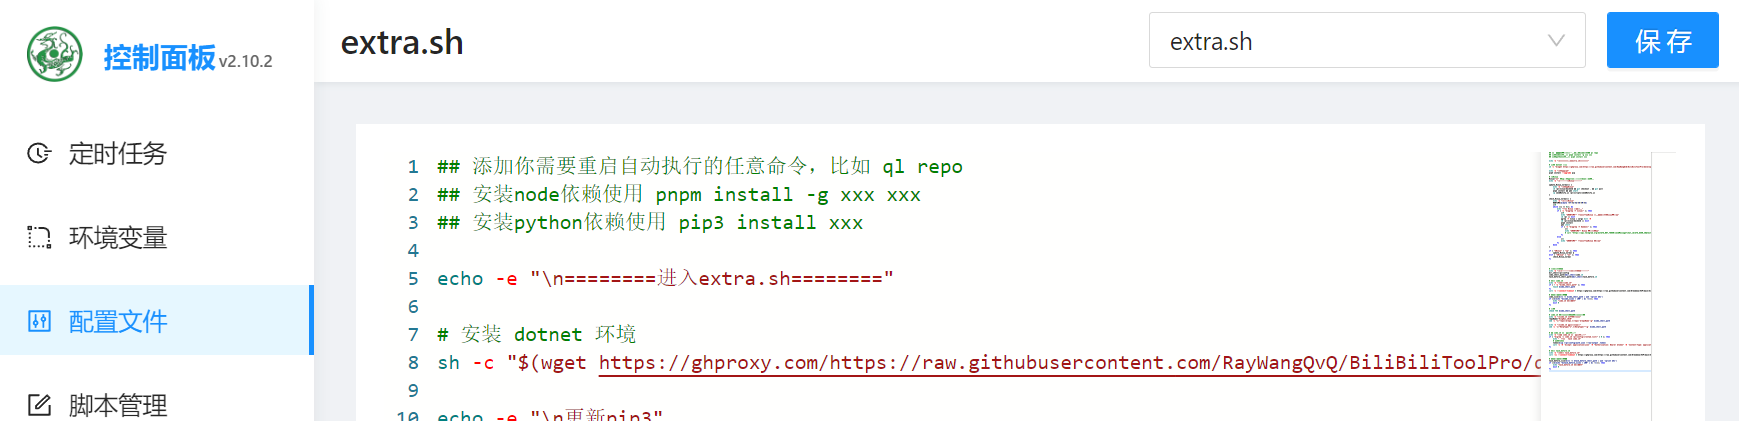 控制面板 v2.10.2
定时任务
环境变量
配置文件
脚本管理
extra.sh
extra.sh
保存
1 ## 添加你需要重启自动执行的任意命令，比如 ql repo
2 ## 安装node依赖使用 pnpm install -g xxx xxx
3 ## 安装python依赖使用 pip3 install xxx
4
5 echo -e "\n========进入extra.sh========"
6
7 # 安装 dotnet 环境
8 sh -c "$(wget https://ghproxy.com/https://raw.githubusercontent.com/RayWangQvQ/BiliBiliToolPro/
9
10 echo -e "\n更新pip3"